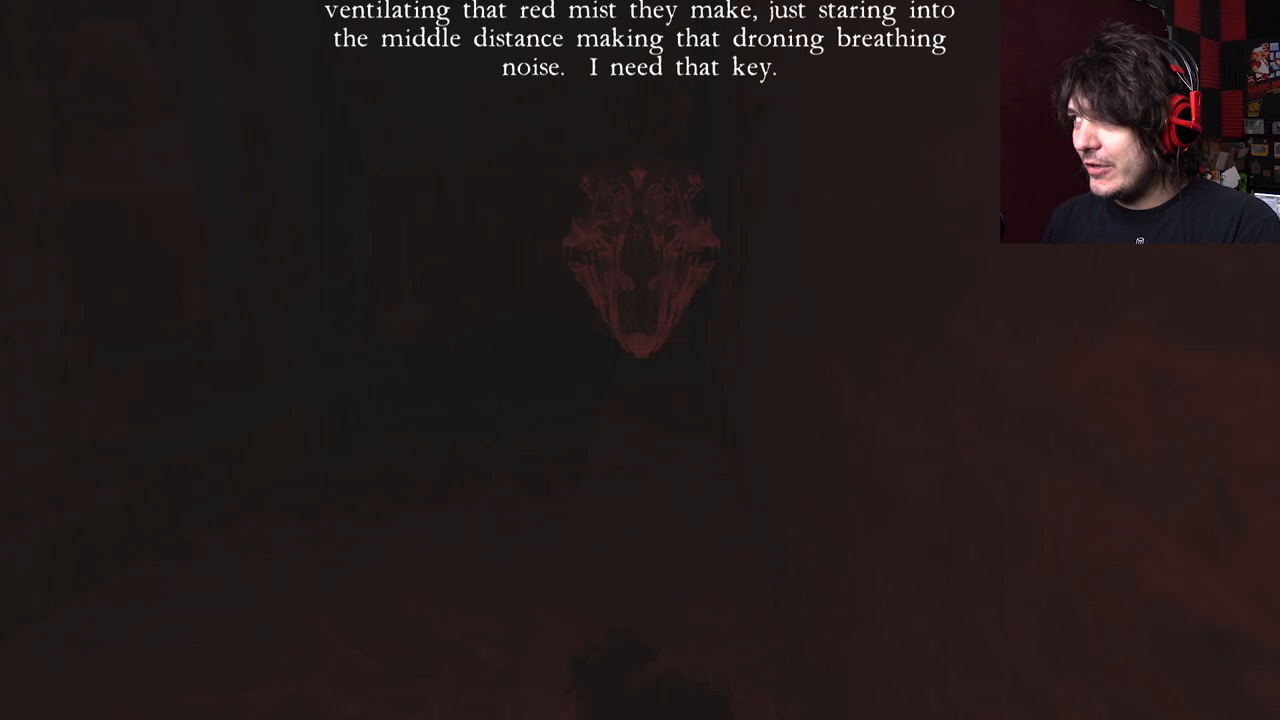 ventilating that red mist they make, just staring into
the middle distance making that droning breathing
noise. I need that key.